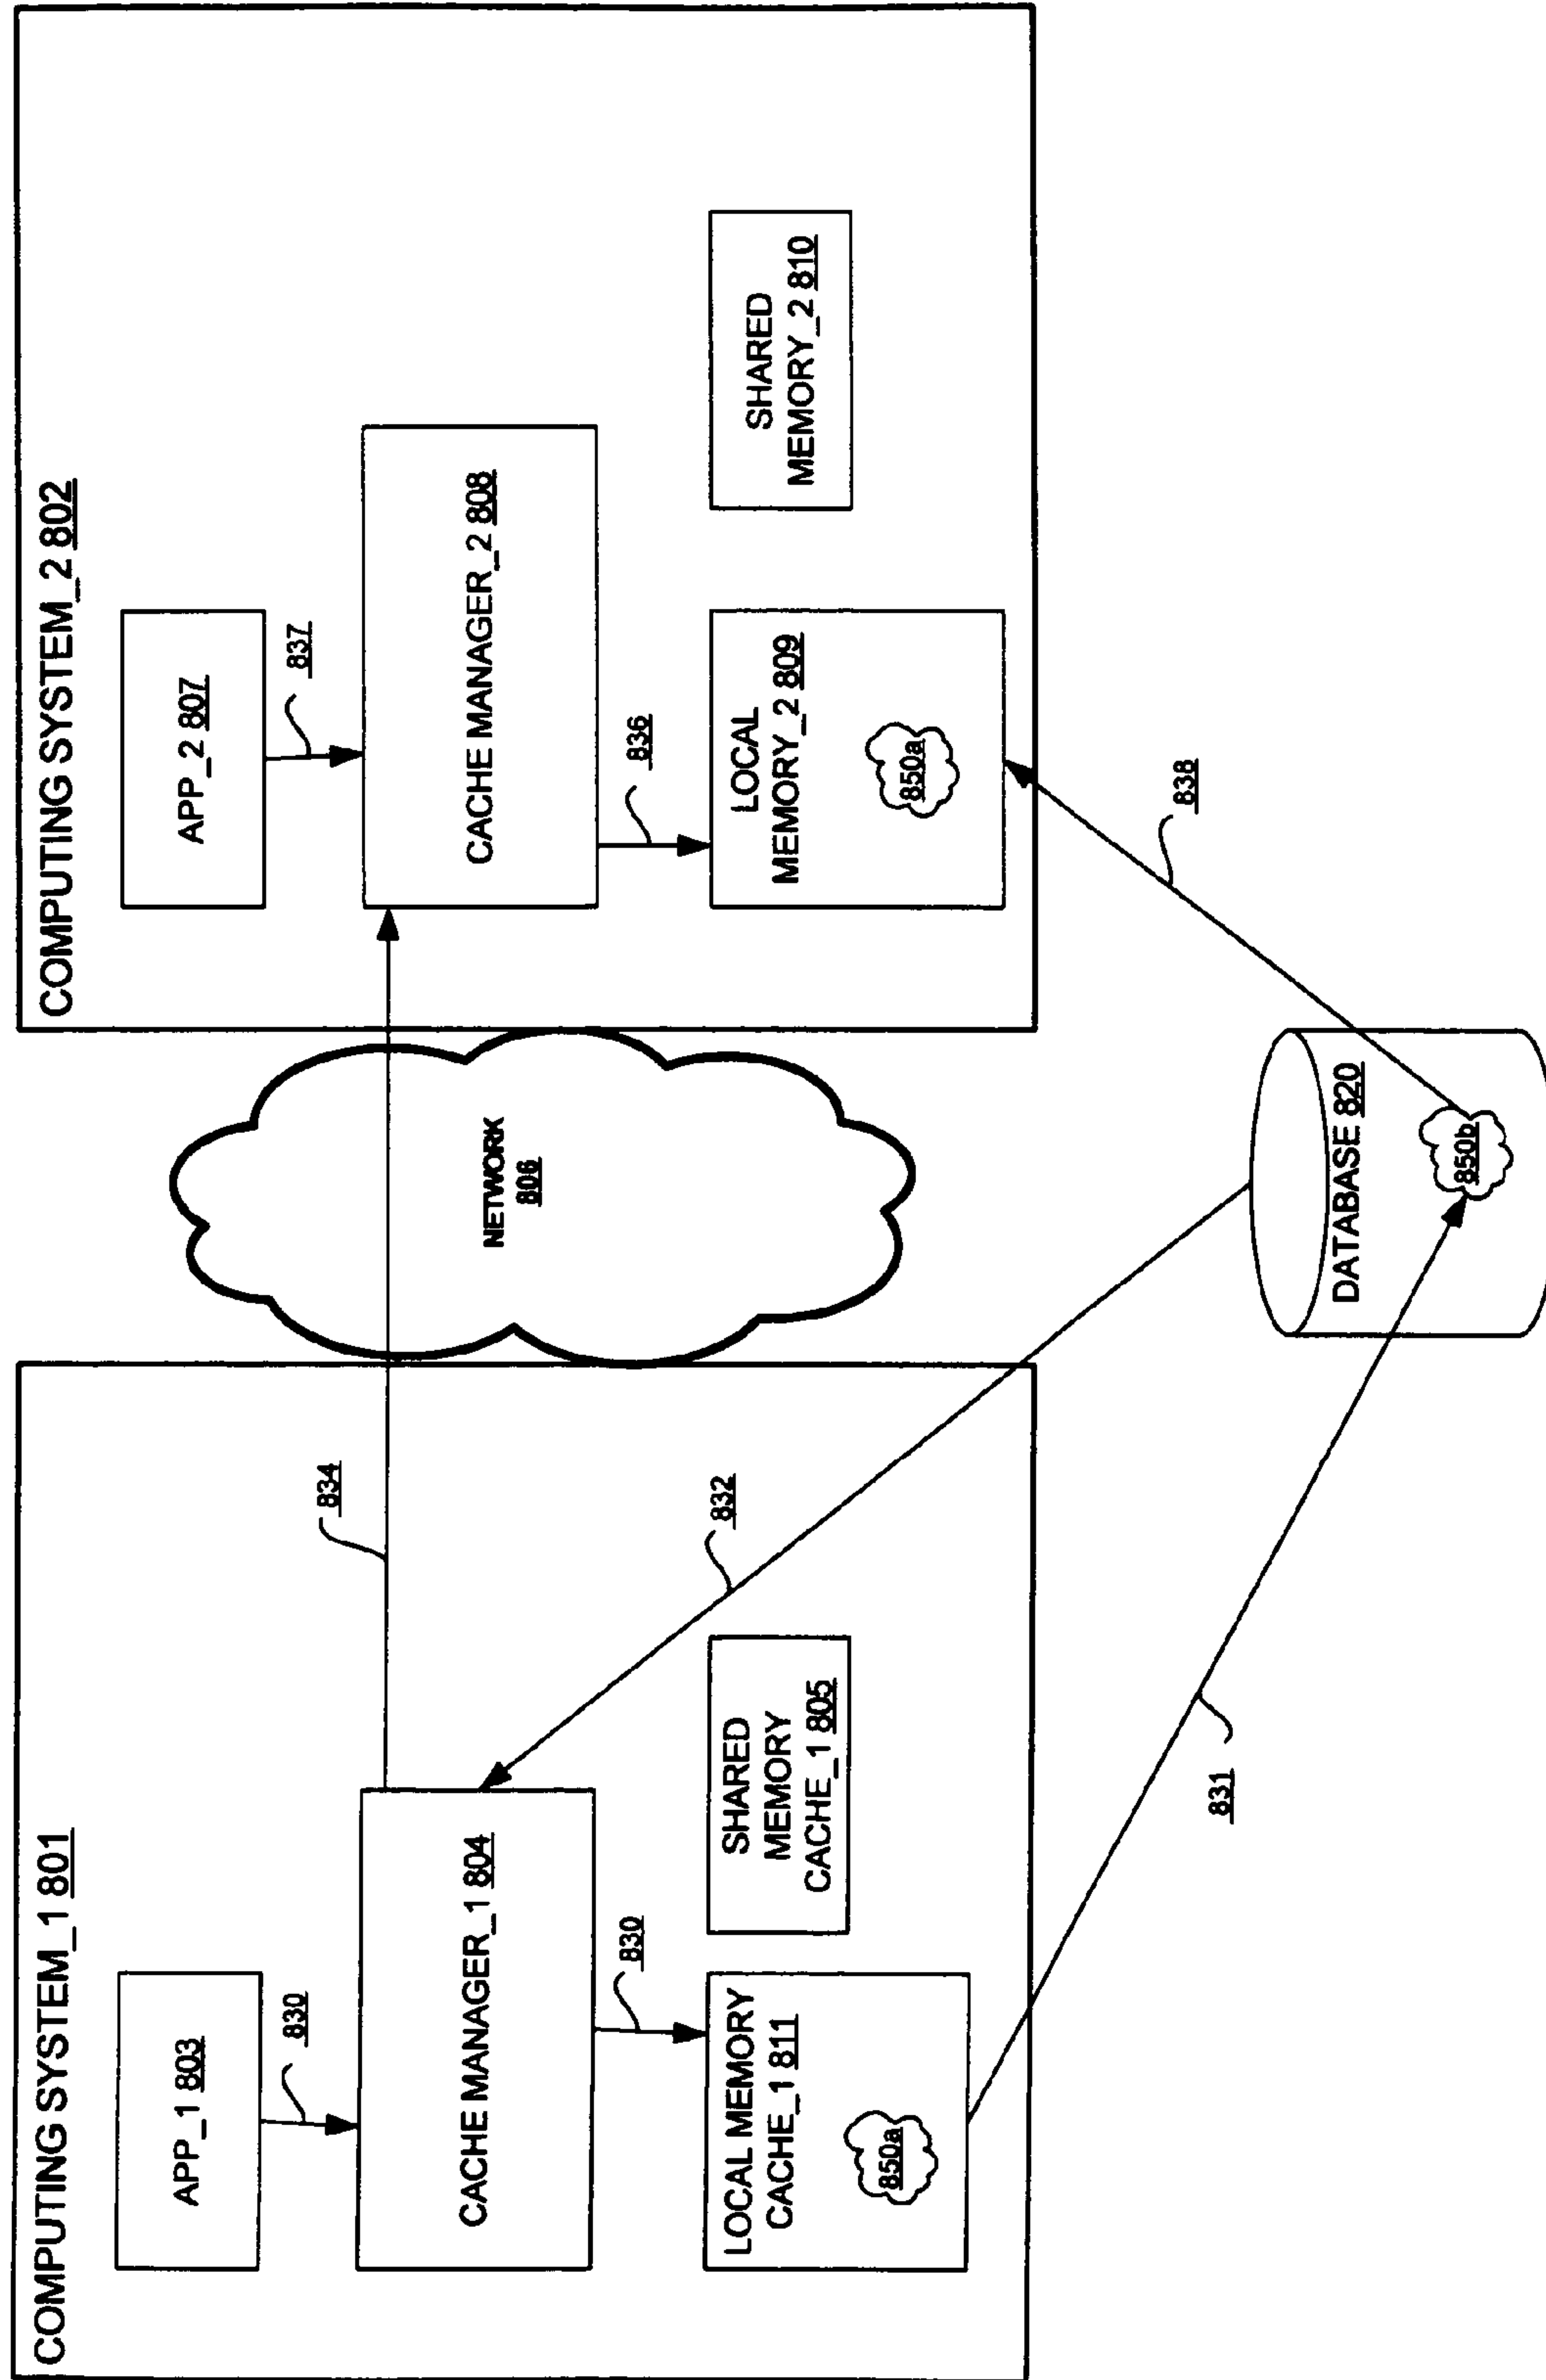 COMPUTING SYSTEM_1 801
APP_1 803
830
CACHE MANAGER_1 804
830
LOCAL MEMORY
CACHE_1 811
850a
SHARED
MEMORY
CACHE_1 805
834
832
831
NETWORK
806
DATABASE 820
850b
COMPUTING SYSTEM_2 802
APP_2 807
837
CACHE MANAGER_2 808
836
LOCAL
MEMORY_2 809
850a
SHARED
MEMORY_2 810
838